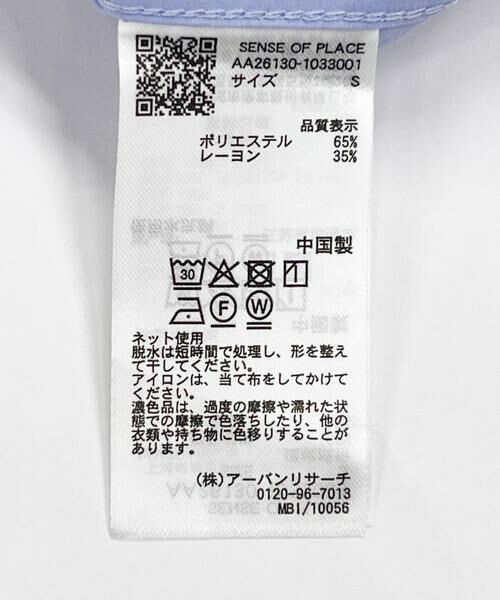 SENSE OF PLACE
AA26130-1033001
サイズ S
品質表示
ポリエステル 65%
レーヨン 35%
中国製
30
F W
ネット使用
脱水は短時間で処理し、形を整え
て干してください。
アイロンは、当て布をしてかけて
ください。
濃色品は、過度の摩擦や濡れた状
態での摩擦で色落ちしたり、他の
衣類や持ち物に色移りすることが
あります。
(株)アーバンリサーチ
0120-96-7013
MBI/10056